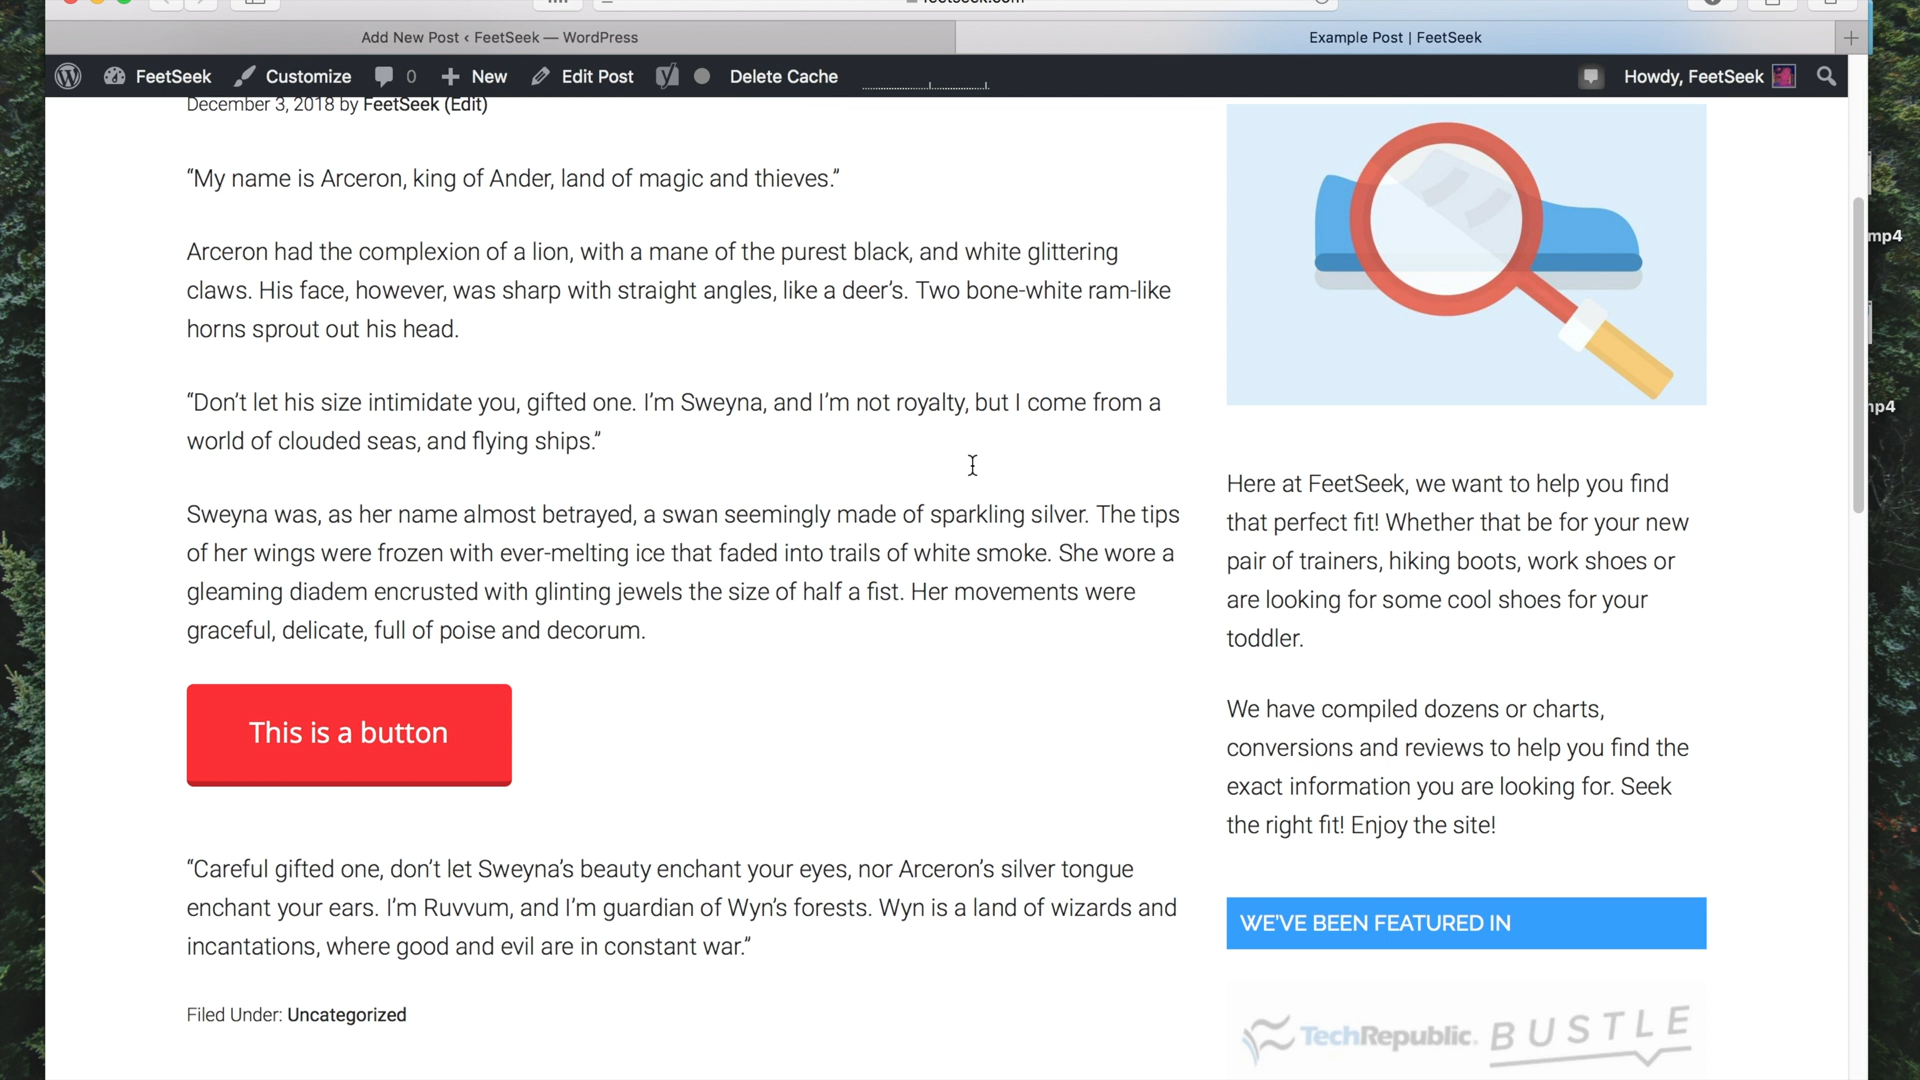 Add New Post ‹ FeetSeek — WordPress
Example Post | FeetSeek
FeetSeek
Customize
0
New
Edit Post
Delete Cache
Howdy, FeetSeek
December 3, 2018 by FeetSeek (Edit)
“My name is Arceron, king of Ander, land of magic and thieves.”
Arceron had the complexion of a lion, with a mane of the purest black, and white glittering
claws. His face, however, was sharp with straight angles, like a deer’s. Two bone-white ram-like
horns sprout out his head.
“Don’t let his size intimidate you, gifted one. I’m Sweyna, and I’m not royalty, but I come from a
world of clouded seas, and flying ships.”
Sweyna was, as her name almost betrayed, a swan seemingly made of sparkling silver. The tips
of her wings were frozen with ever-melting ice that faded into trails of white smoke. She wore a
gleaming diadem encrusted with glinting jewels the size of half a fist. Her movements were
graceful, delicate, full of poise and decorum.
This is a button
“Careful gifted one, don’t let Sweyna’s beauty enchant your eyes, nor Arceron’s silver tongue
enchant your ears. I’m Ruvvum, and I’m guardian of Wyn’s forests. Wyn is a land of wizards and
incantations, where good and evil are in constant war.”
Filed Under: Uncategorized
Here at FeetSeek, we want to help you find
that perfect fit! Whether that be for your new
pair of trainers, hiking boots, work shoes or
are looking for some cool shoes for your
toddler.
We have compiled dozens or charts,
conversions and reviews to help you find the
exact information you are looking for. Seek
the right fit! Enjoy the site!
WE’VE BEEN FEATURED IN
TechRepublic.
BUSTLE
mp4